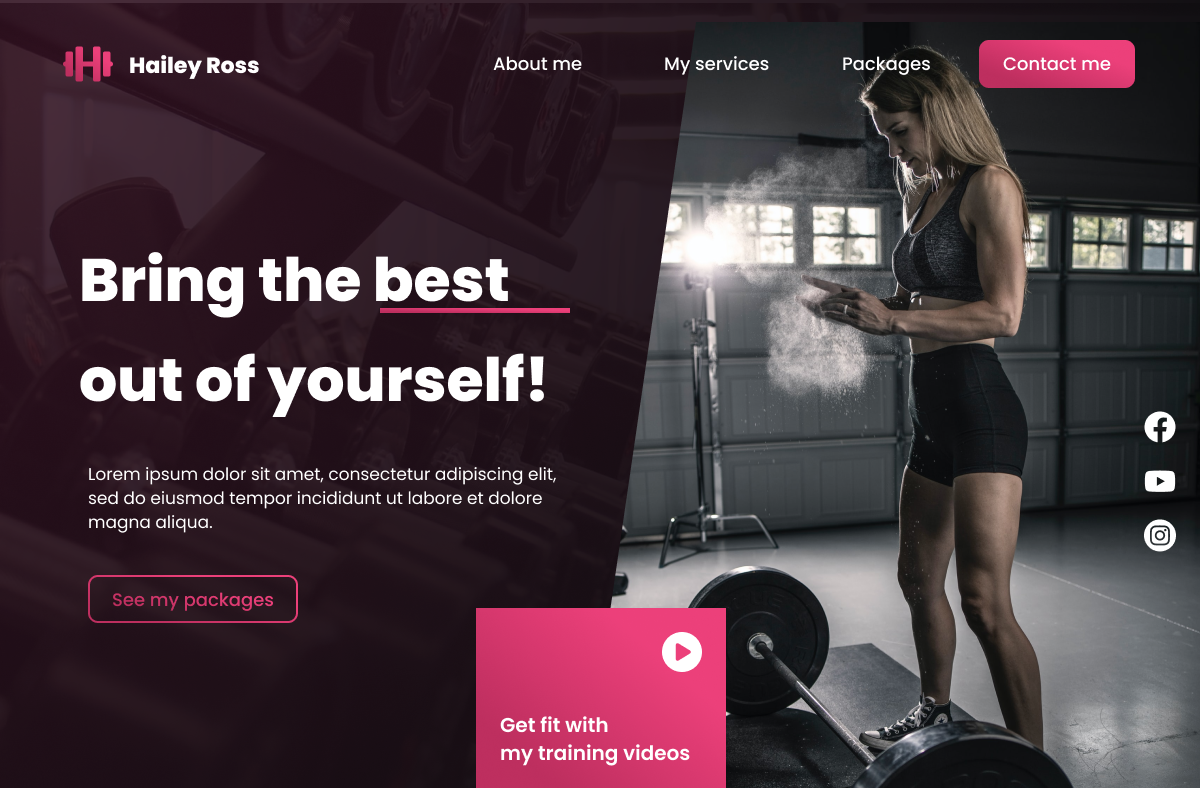 Hailey Ross
About me
My services
Packages
Contact me
Bring the best
out of yourself!
Lorem ipsum dolor sit amet, consectetur adipiscing elit,
sed do eiusmod tempor incididunt ut labore et dolore
magna aliqua.
See my packages
Get fit with
my training videos